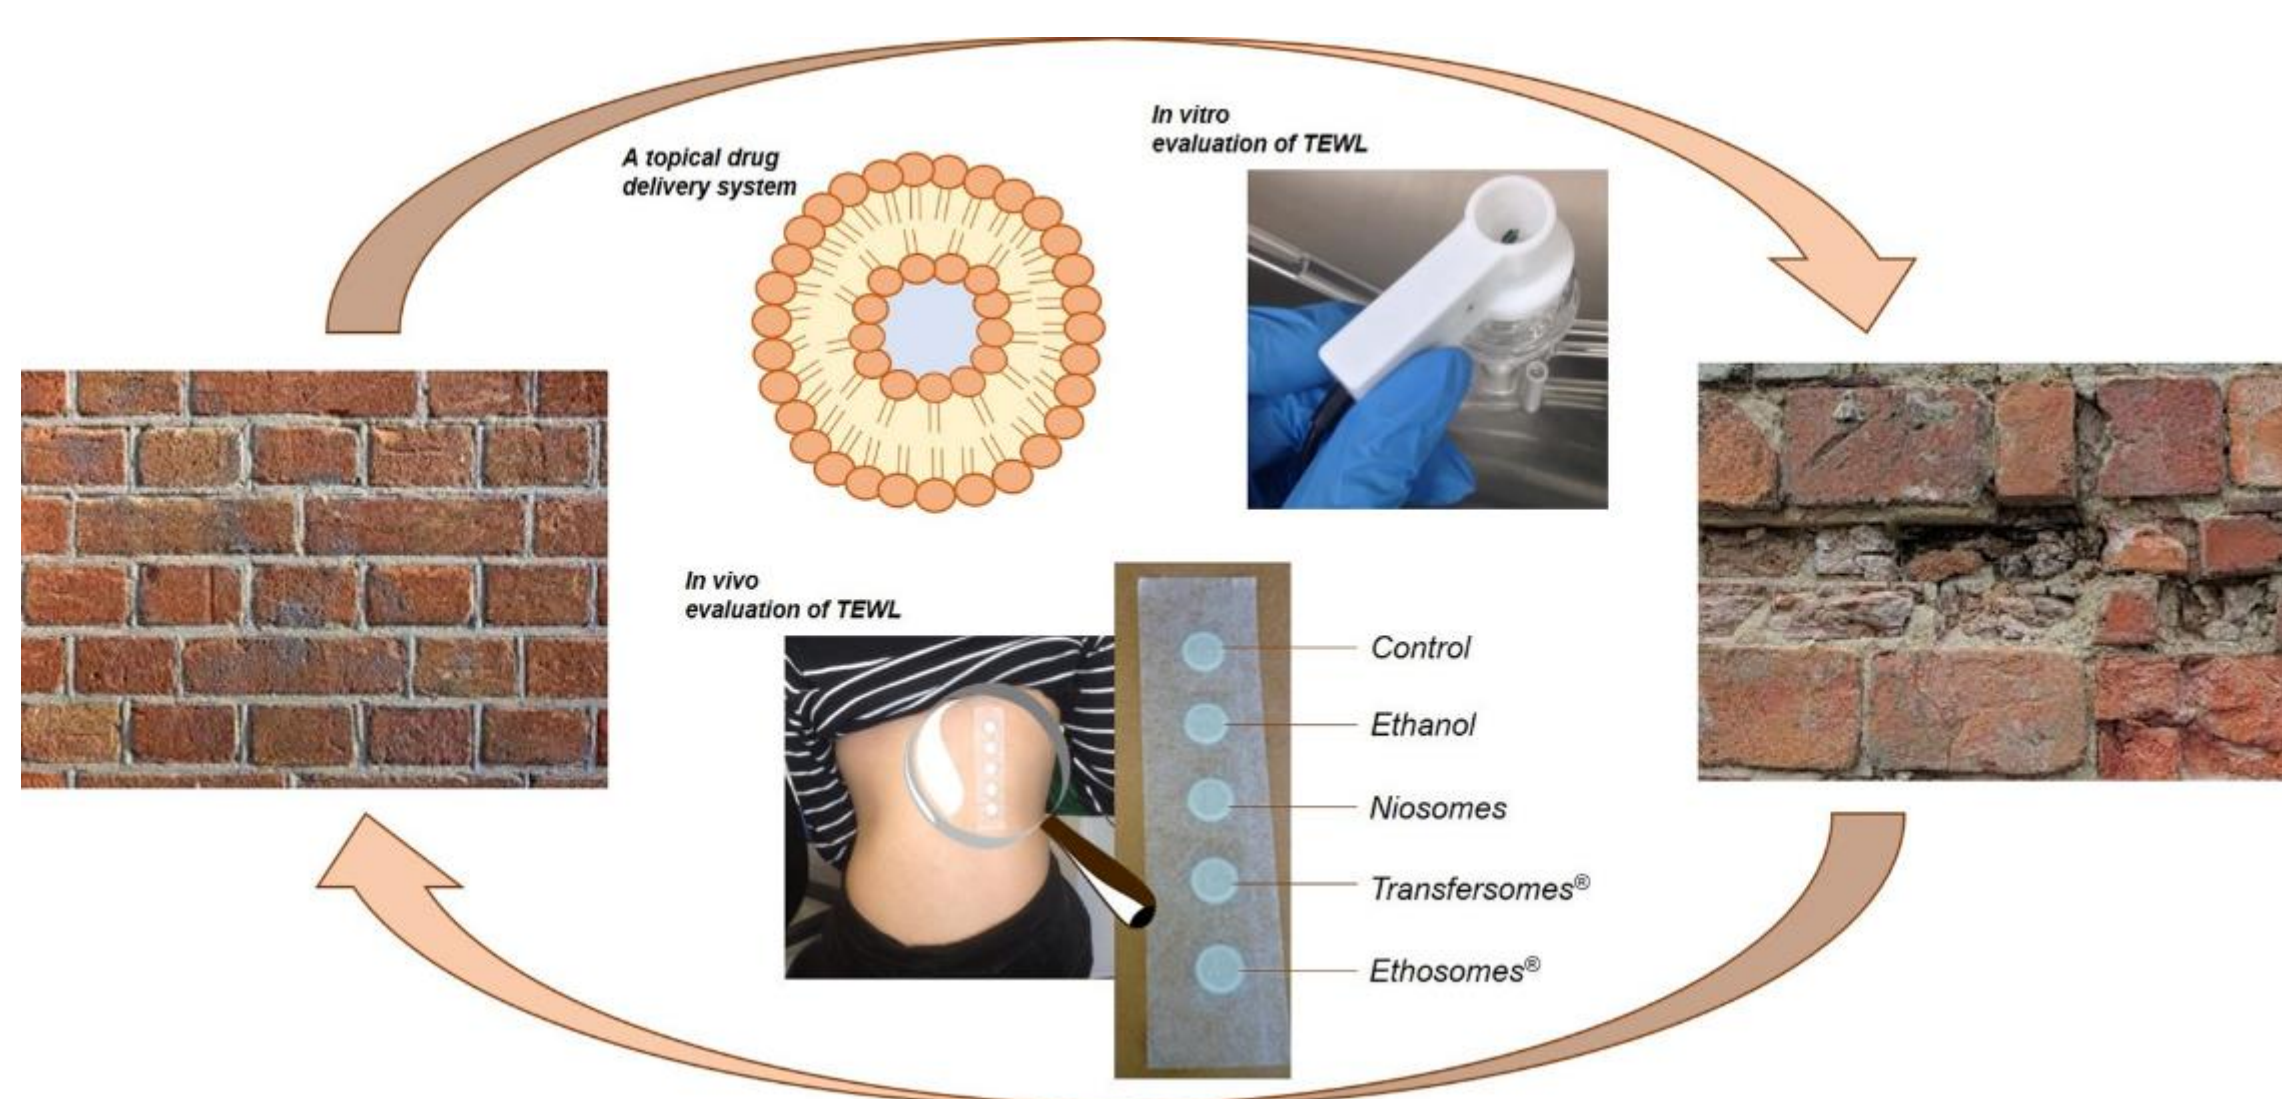 In vitro
evaluation of TEWL
A topical drug
delivery system
In vivo
evaluation of TEWL
Control
Ethanol
Niosomes
Transfersomes®
Ethosomes®